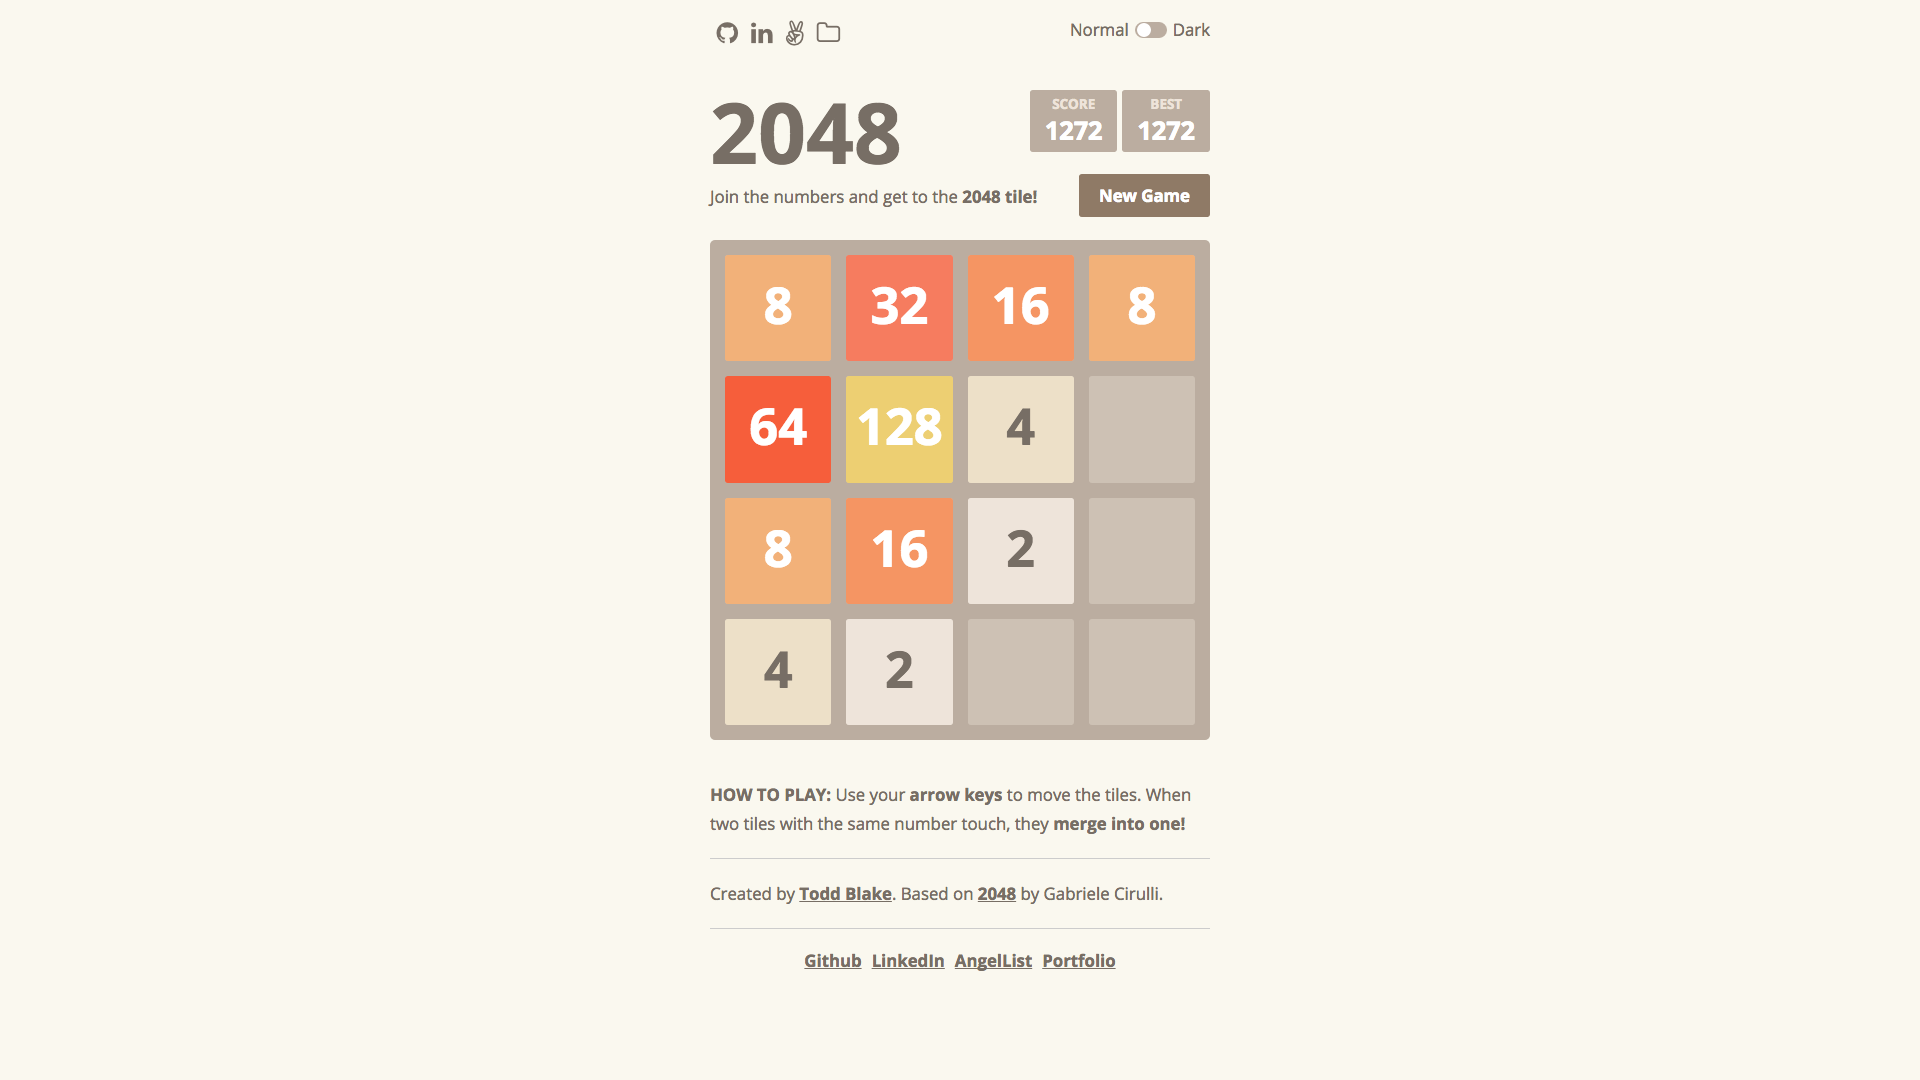 Normal Dark
2048
SCORE
1272
BEST
1272
Join the numbers and get to the 2048 tile!
New Game
8 32 16 8
64 128 4
8 16 2
4 2
HOW TO PLAY: Use your arrow keys to move the tiles. When
two tiles with the same number touch, they merge into one!
Created by Todd Blake. Based on 2048 by Gabriele Cirulli.
Github LinkedIn AngelList Portfolio